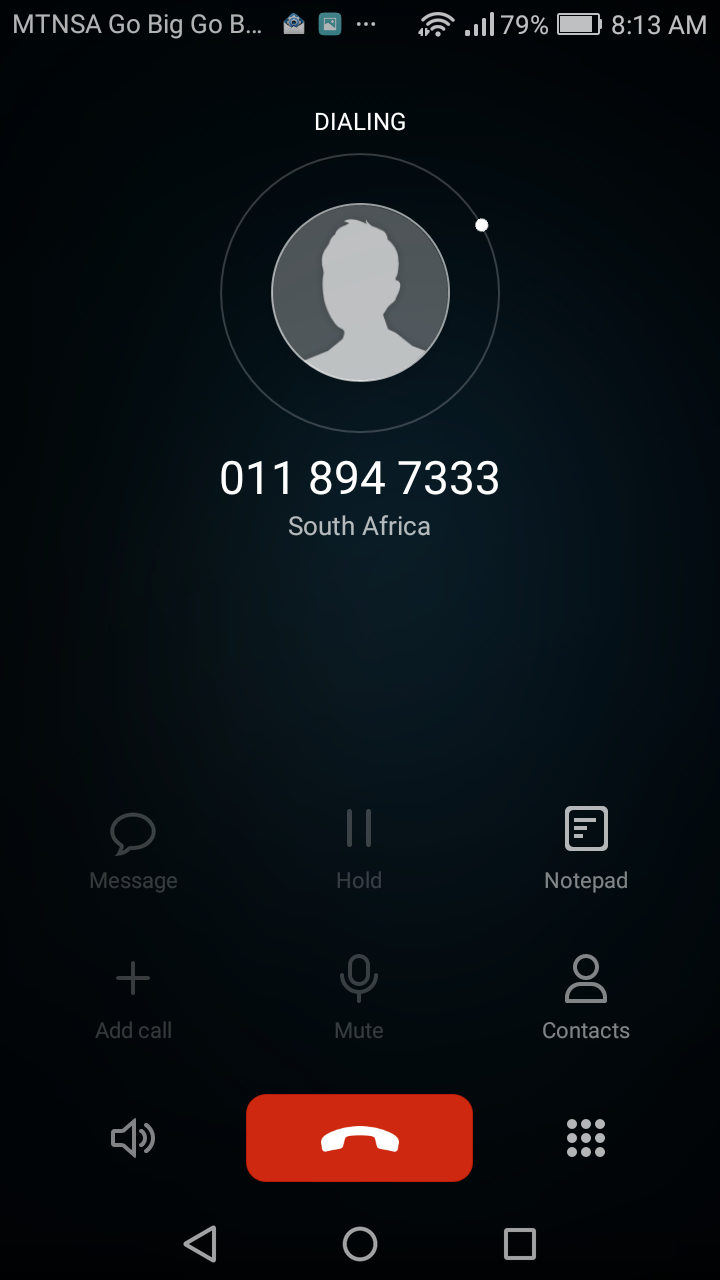 MTNSA Go Big Go B... 79% 8:13 AM
DIALING
011 894 7333
South Africa
Message Hold Notepad
Add call Mute Contacts